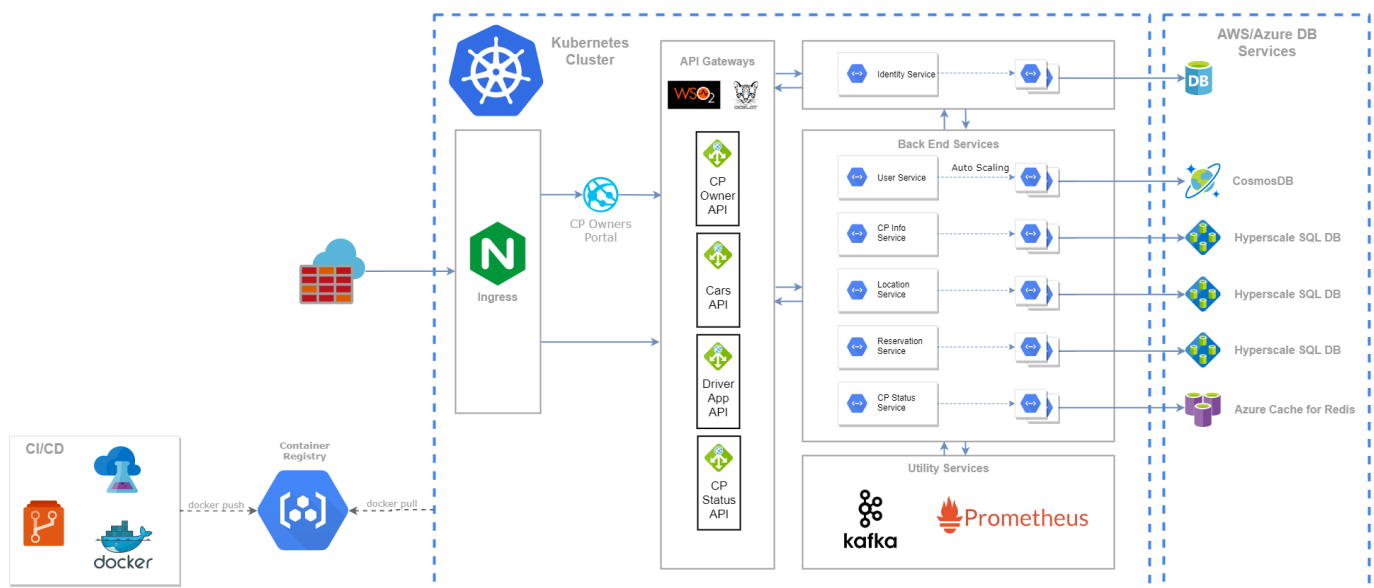 Kubernetes
Cluster
AWS/Azure DB
Services
API Gateways
WSO2
OCELOT
Identity Service
DB
Back End Services
User Service
Auto Scaling
CosmosDB
CP
Owner
API
CP Owners
Portal
CP Info
Service
Hyperscale SQL DB
Ingress
Cars
API
Location
Service
Hyperscale SQL DB
Reservation
Service
Hyperscale SQL DB
Driver
App
API
CP Status
Service
Azure Cache for Redis
CP
Status
API
CI/CD
Container
Registry
docker push
docker pull
docker
Utility Services
kafka
Prometheus